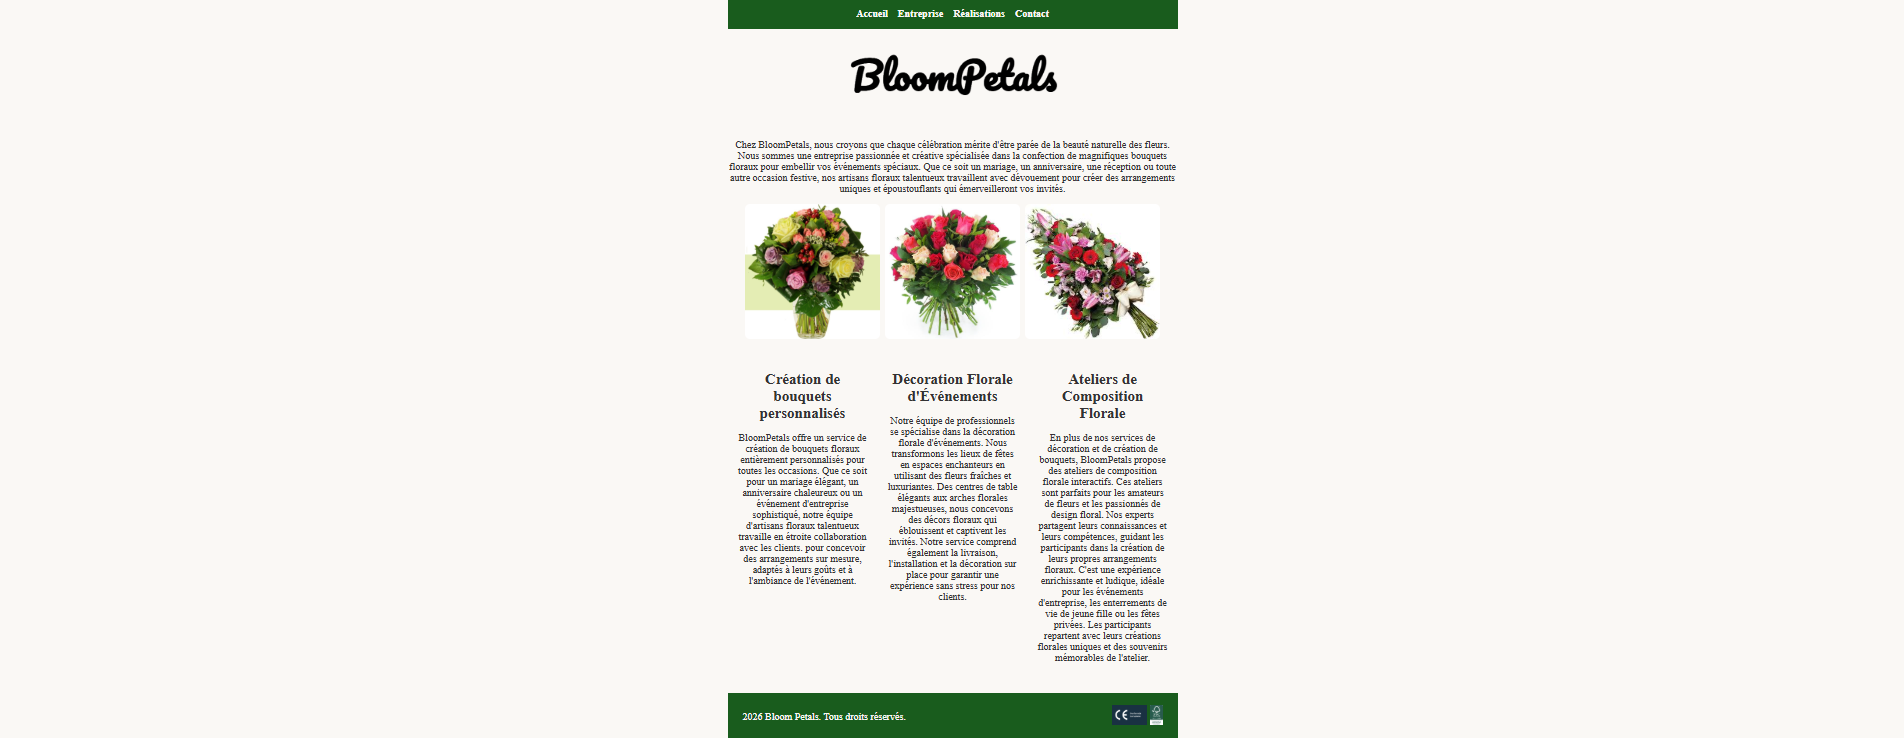 Accueil Entreprise Réalisations Contact
BloomPetals
Chez BloomPetals, nous croyons que chaque célébration mérite d'être parée de la beauté naturelle des fleurs.
Nous sommes une entreprise passionnée et créative spécialisée dans la confection de magnifiques bouquets
floraux pour embellir vos événements spéciaux. Que ce soit un mariage, un anniversaire, une réception ou toute
autre occasion festive, nos artisans floraux talentueux travaillent avec dévouement pour créer des arrangements
uniques et époustouflants qui émerveilleront vos invités.
Création de
bouquets
personnalisés
BloomPetals offre un service de
création de bouquets floraux
entièrement personnalisés pour
toutes les occasions. Que ce soit
pour un mariage élégant, un
anniversaire chaleureux ou un
événement d'entreprise
sophistiqué, notre équipe
d'artisans floraux talentueux
travaille en étroite collaboration
avec les clients. pour concevoir
des arrangements sur mesure,
adaptés à leurs goûts et à
l'ambiance de l'événement.
Décoration Florale
d'Événements
Notre équipe de professionnels
se spécialise dans la décoration
florale d'événements. Nous
transformons les lieux de fêtes
en espaces enchanteurs en
utilisant des fleurs fraîches et
luxuriantes. Des centres de table
élégants aux arches florales
majestueuses, nous concevons
des décors floraux qui
éblouissent et captivent les
invités. Notre service comprend
également la livraison,
l'installation et la décoration sur
place pour garantir une
expérience sans stress pour nos
clients.
Ateliers de
Composition
Florale
En plus de nos services de
décoration et de création de
bouquets, BloomPetals propose
des ateliers de composition
florale interactifs. Ces ateliers
sont parfaits pour les amateurs
de fleurs et les passionnés de
design floral. Nos experts
partagent leurs connaissances et
leurs compétences, guidant les
participants dans la création de
leurs propres arrangements
floraux. C'est une expérience
enrichissante et ludique, idéale
pour les événements
d'entreprise, les enterrements de
vie de jeune fille ou les fêtes
privées. Les participants
repartent avec leurs créations
florales uniques et des souvenirs
mémorables de l'atelier.
2026 Bloom Petals. Tous droits réservés.
CE